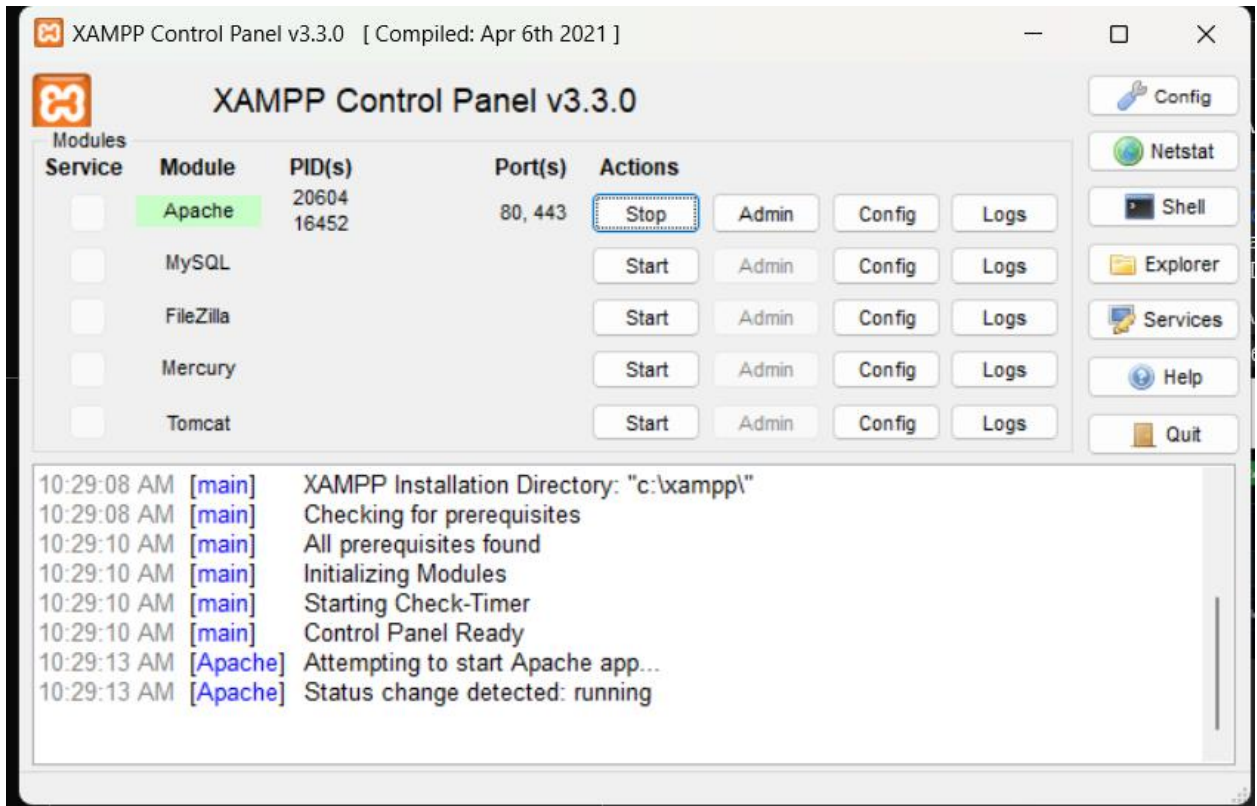 XAMPP Control Panel v3.3.0 [ Compiled: Apr 6th 2021 ]
XAMPP Control Panel v3.3.0
Config
Modules
Netstat
Service Module PID(s) Port(s) Actions
Apache 20604 16452 80, 443 Stop Admin Config Logs
Shell
MySQL Start Admin Config Logs
Explorer
FileZilla Start Admin Config Logs
Services
Mercury Start Admin Config Logs
Help
Tomcat Start Admin Config Logs
Quit
10:29:08 AM [main] XAMPP Installation Directory: "c:\xampp\"
10:29:08 AM [main] Checking for prerequisites
10:29:10 AM [main] All prerequisites found
10:29:10 AM [main] Initializing Modules
10:29:10 AM [main] Starting Check-Timer
10:29:10 AM [main] Control Panel Ready
10:29:13 AM [Apache] Attempting to start Apache app...
10:29:13 AM [Apache] Status change detected: running